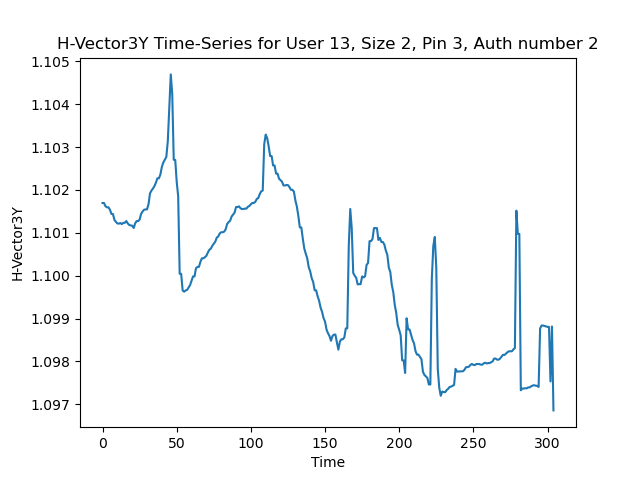 H-Vector3Y Time-Series for User 13, Size 2, Pin 3, Auth number 2
1.105
1.104
1.103
1.102
1.101
1.100
1.099
1.098
1.097
H-Vector3Y
0 50 100 150 200 250 300
Time